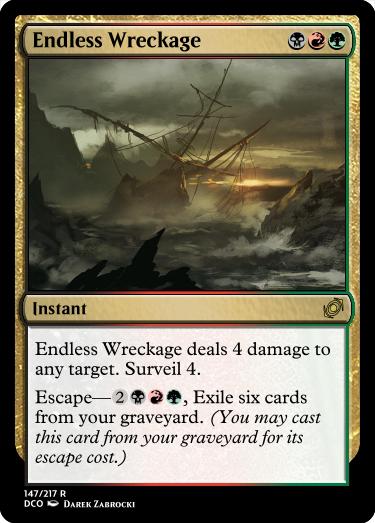 Endless Wreckage
Instant
Endless Wreckage deals 4 damage to
any target. Surveil 4.
Escape—2, Exile six cards
from your graveyard. (You may cast
this card from your graveyard for its
escape cost.)
147/217 R
DCO DAREK ZABROCKI